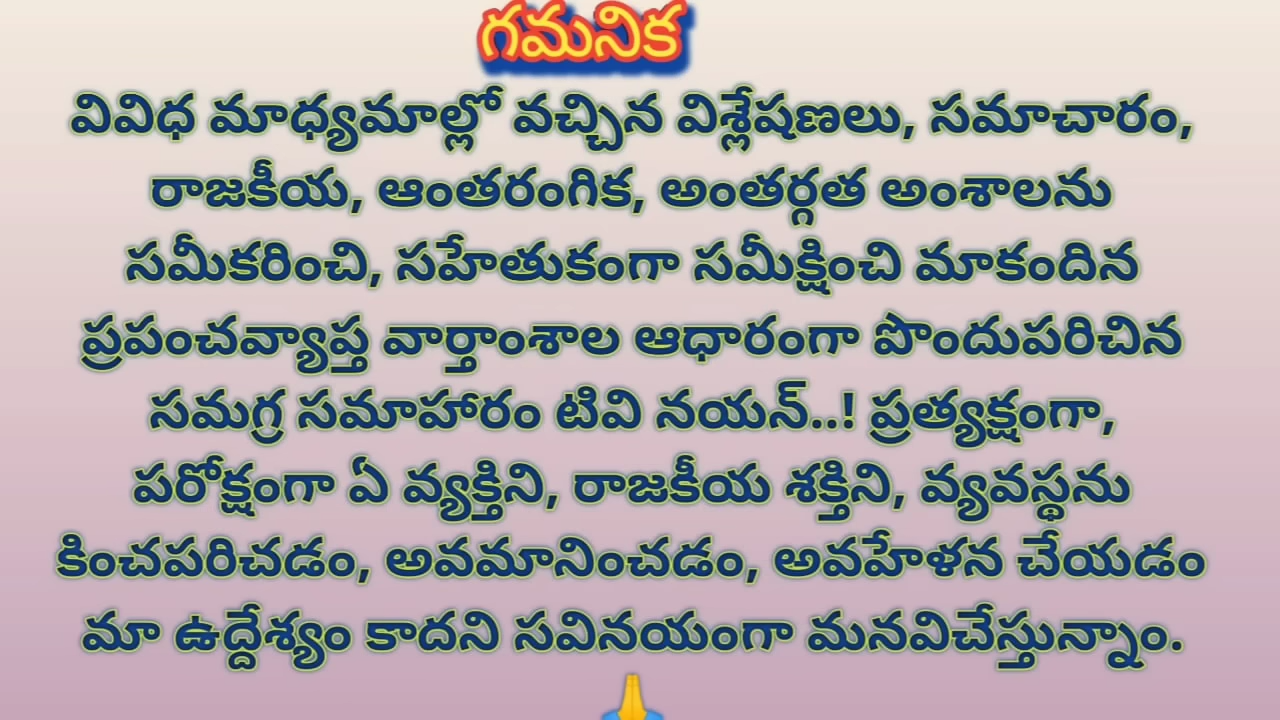 గమనిక
వివిధ మాధ్యమాల్లో వచ్చిన విశ్లేషణలు, సమాచారం,
రాజకీయ, ఆంతరంగిక, అంతర్గత అంశాలను
సమీకరించి, సహేతుకంగా సమీక్షించి మాకందిన
ప్రపంచవ్యాప్త వార్తాంశాల ఆధారంగా పొందుపరిచిన
సమగ్ర సమాహారం టివి నయన్..! ప్రత్యక్షంగా,
పరోక్షంగా ఏ వ్యక్తిని, రాజకీయ శక్తిని, వ్యవస్థను
కించపరిచడం, అవమానించడం, అవహేళన చేయడం
మా ఉద్దేశ్యం కాదని సవినయంగా మనవిచేస్తున్నాం.
🙏